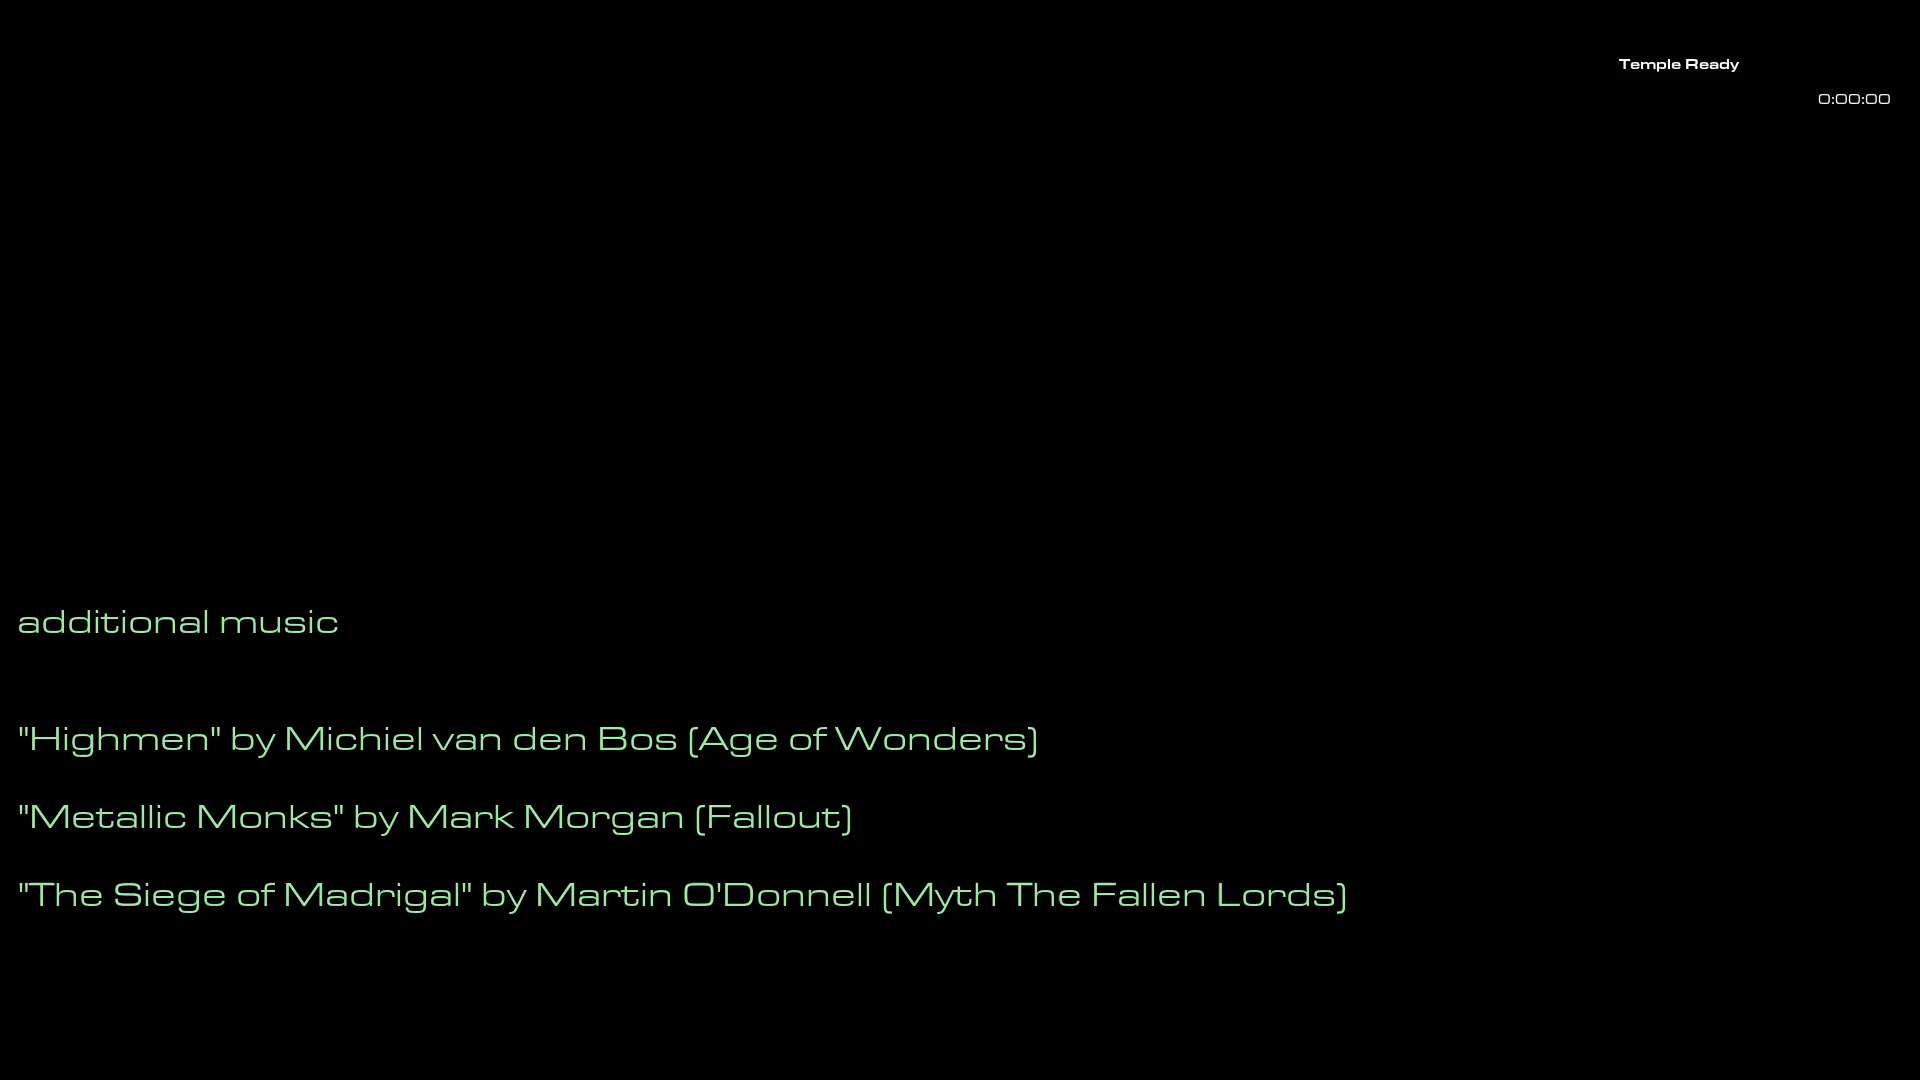 Temple Ready
0:00:00
additional music
"Highmen" by Michiel van den Bos (Age of Wonders)
"Metallic Monks" by Mark Morgan (Fallout)
"The Siege of Madrigal" by Martin O'Donnell (Myth The Fallen Lords)